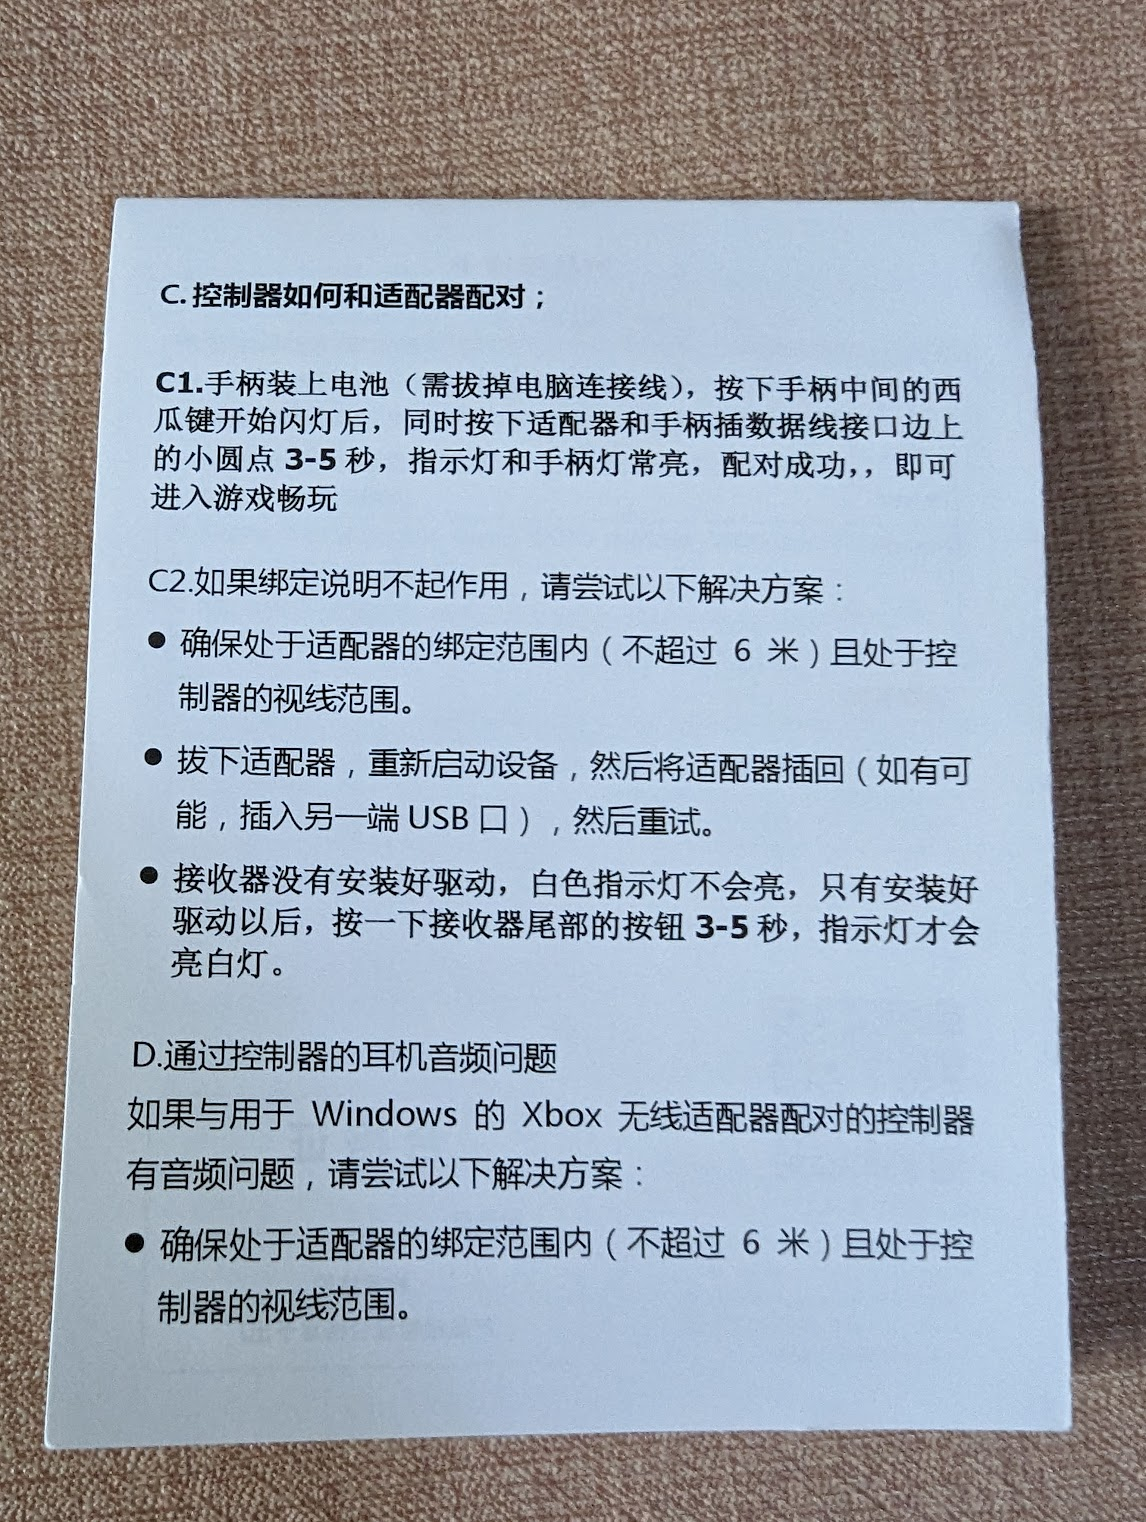 C.控制器如何和适配器配对；
C1.手柄装上电池（需拔掉电脑连接线），按下手柄中间的西
瓜键开始闪灯后，同时按下适配器和手柄插数据线接口边上
的小圆点 3-5 秒，指示灯和手柄灯常亮，配对成功，，即可
进入游戏畅玩
C2.如果绑定说明不起作用，请尝试以下解决方案：
● 确保处于适配器的绑定范围内（不超过 6 米）且处于控
制器的视线范围。
● 拔下适配器，重新启动设备，然后将适配器插回（如有可
能，插入另一端 USB 口），然后重试。
● 接收器没有安装好驱动，白色指示灯不会亮，只有安装好
驱动以后，按一下接收器尾部的按钮 3-5 秒，指示灯才会
亮白灯。
D.通过控制器的耳机音频问题
如果与用于 Windows 的 Xbox 无线适配器配对的控制器
有音频问题，请尝试以下解决方案：
● 确保处于适配器的绑定范围内（不超过 6 米）且处于控
制器的视线范围。